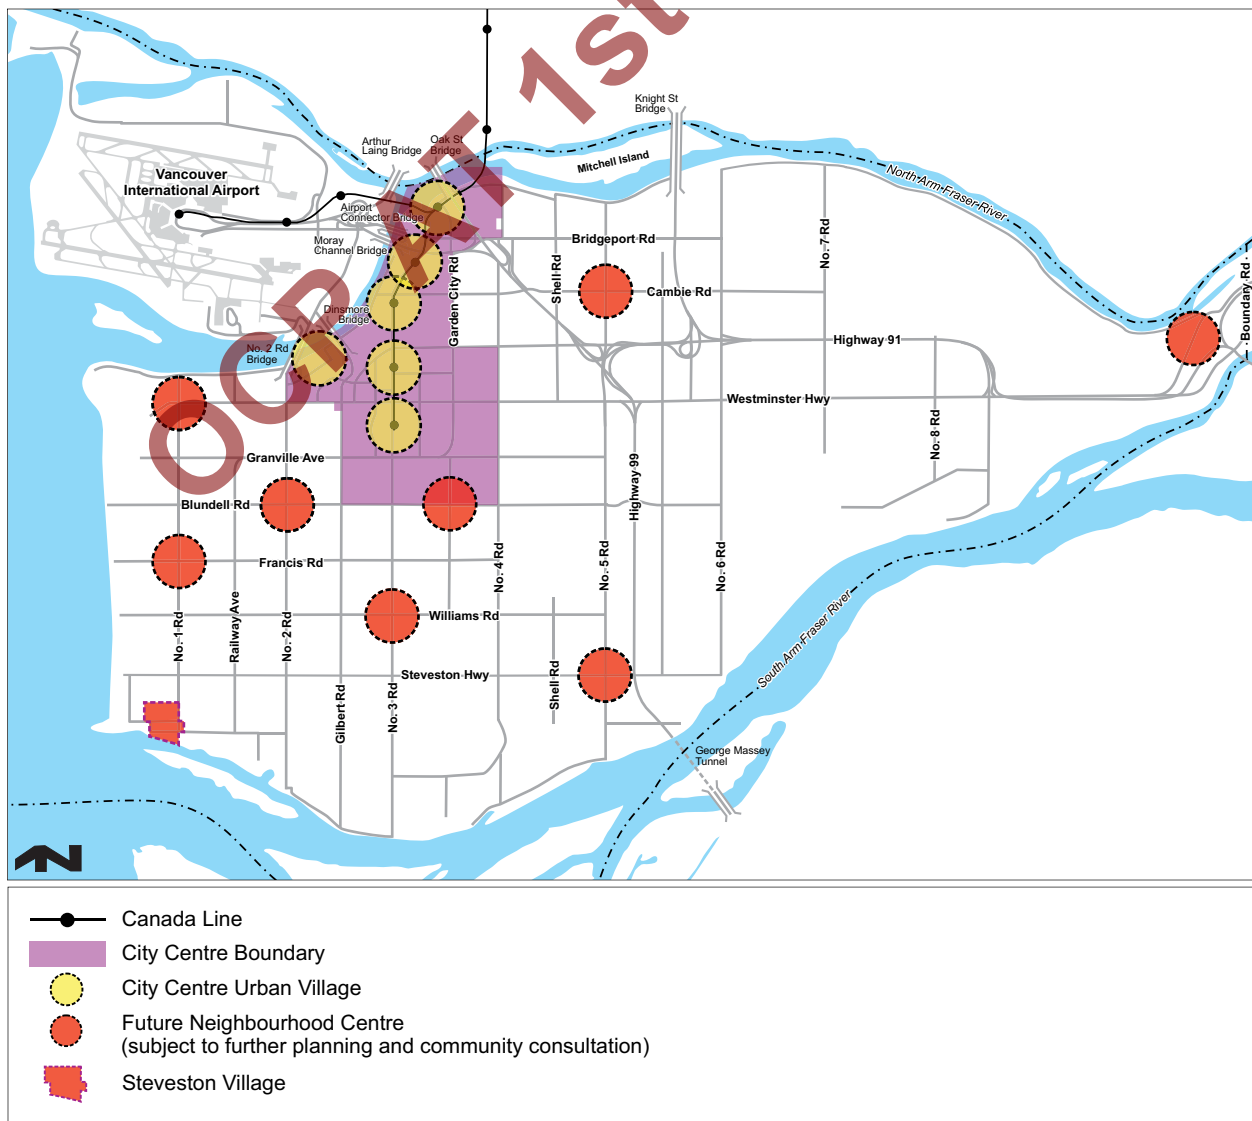 OCP PART 1st
Knight St
Bridge
Arthur
Laing Bridge
Oak St
Bridge
Mitchell Island
North Arm Fraser River
Vancouver
International Airport
Airport
Connector Bridge
Moray
Channel Bridge
Bridgeport Rd
No. 7 Rd
Shell Rd
Garden City Rd
Cambie Rd
Boundary Rd
Dinsmore
Bridge
No. 2 Rd
Bridge
Highway 91
Westminster Hwy
No. 8 Rd
Granville Ave
Highway 99
Blundell Rd
Francis Rd
No. 4 Rd
No. 5 Rd
No. 6 Rd
No. 1 Rd
Railway Ave
No. 2 Rd
Williams Rd
South Arm Fraser River
Steveston Hwy
Gilbert Rd
No. 3 Rd
Shell Rd
George Massey
Tunnel
N
Canada Line
City Centre Boundary
City Centre Urban Village
Future Neighbourhood Centre
(subject to further planning and community consultation)
Steveston Village